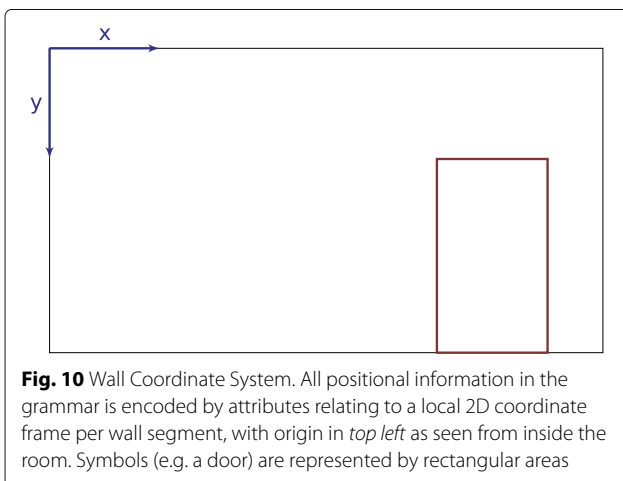 x
y
Fig. 10 Wall Coordinate System. All positional information in the
grammar is encoded by attributes relating to a local 2D coordinate
frame per wall segment, with origin in top left as seen from inside the
room. Symbols (e.g. a door) are represented by rectangular areas